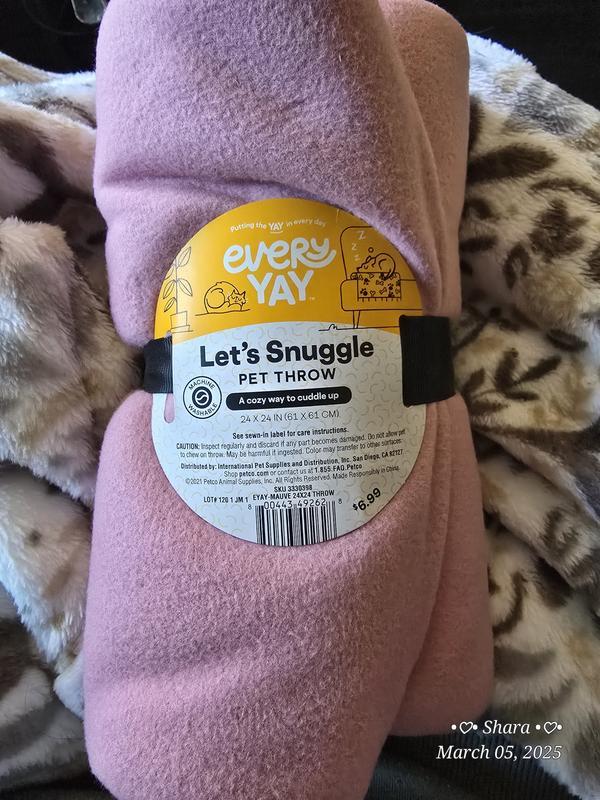 Putting the YAY in every day
every
YAY™
Z
Z
Z
Let's Snuggle
PET THROW
MACHINE WASHABLE
A cozy way to cuddle up
24 X 24 IN (61 X 61 CM)
See sewn-in label for care instructions.
CAUTION: Inspect regularly and discard if any part becomes damaged. Do not allow pet
to chew on throw. May be harmful if ingested. Color may transfer to other surfaces.
Distributed by: International Pet Supplies and Distribution, Inc. San Diego, CA 92127
Shop petco.com or contact us at 1.855.FAQ.Petco
©2021 Petco Animal Supplies, Inc. All Rights Reserved. Made Responsibly in China.
SKU 3330398
LOT# 120 1 JM 1 EYAY-MAUVE 24X24 THROW
8 00443 49262 8
$6.99
•♡• Shara •♡•
March 05, 2025